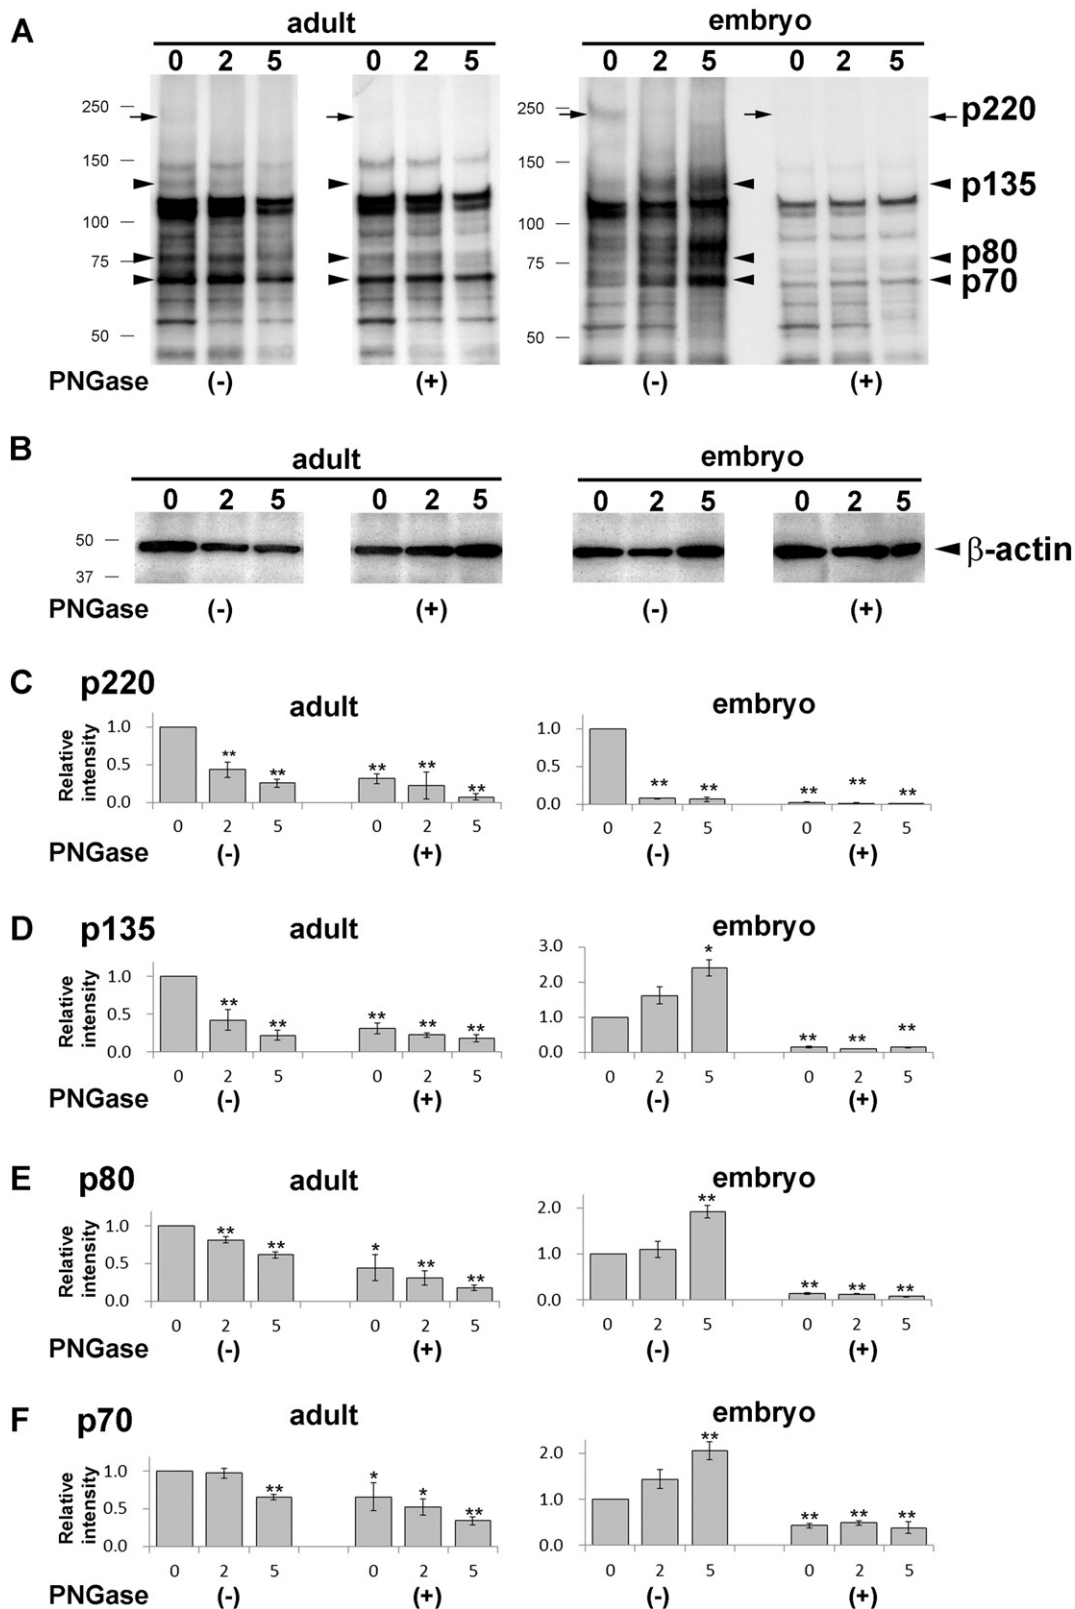 A adult embryo
0 2 5 0 2 5 0 2 5 0 2 5
250 250 p220
150 150 p135
100 100
75 75 p80
p70
50 50
PNGase (-) (+) (-) (+)
B adult embryo
0 2 5 0 2 5 0 2 5 0 2 5
50 β-actin
37
PNGase (-) (+) (-) (+)
C p220 adult embryo
Relative intensity
1.0 1.0
0.5 ** ** ** ** ** 0.5 ** ** ** ** **
0.0 0.0
0 2 5 0 2 5 0 2 5 0 2 5
PNGase (-) (+) (-) (+)
D p135 adult embryo
Relative intensity
3.0 *
1.0 2.0
0.5 ** ** ** ** ** 1.0 ** ** **
0.0 0.0
0 2 5 0 2 5 0 2 5 0 2 5
PNGase (-) (+) (-) (+)
E p80 adult embryo
Relative intensity
1.0 ** ** 2.0 **
0.5 * ** ** 1.0 ** ** **
0.0 0.0
0 2 5 0 2 5 0 2 5 0 2 5
PNGase (-) (+) (-) (+)
F p70 adult embryo
Relative intensity
1.0 ** * * ** 2.0 **
0.5 1.0 ** ** **
0.0 0.0
0 2 5 0 2 5 0 2 5 0 2 5
PNGase (-) (+) (-) (+)